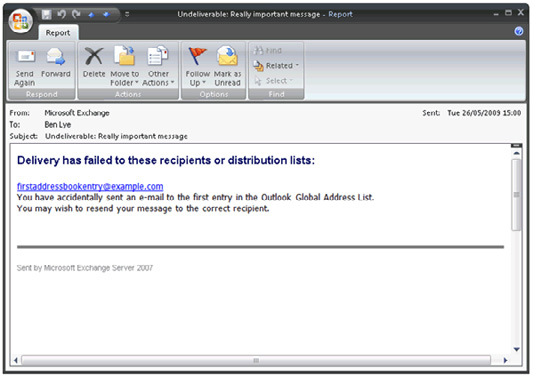 Undeliverable: Really important message - Report
Report
Send Again
Forward
Respond
Delete
Move to Folder
Other Actions
Actions
Follow Up
Mark as Unread
Options
Find
Related
Select
Find
From: Microsoft Exchange
Sent: Tue 26/05/2009 15:00
To: Ben Lye
Subject: Undeliverable: Really important message
Delivery has failed to these recipients or distribution lists:
firstaddressbookentry@example.com
You have accidentally sent an e-mail to the first entry in the Outlook Global Address List.
You may wish to resend your message to the correct recipient.
Sent by Microsoft Exchange Server 2007